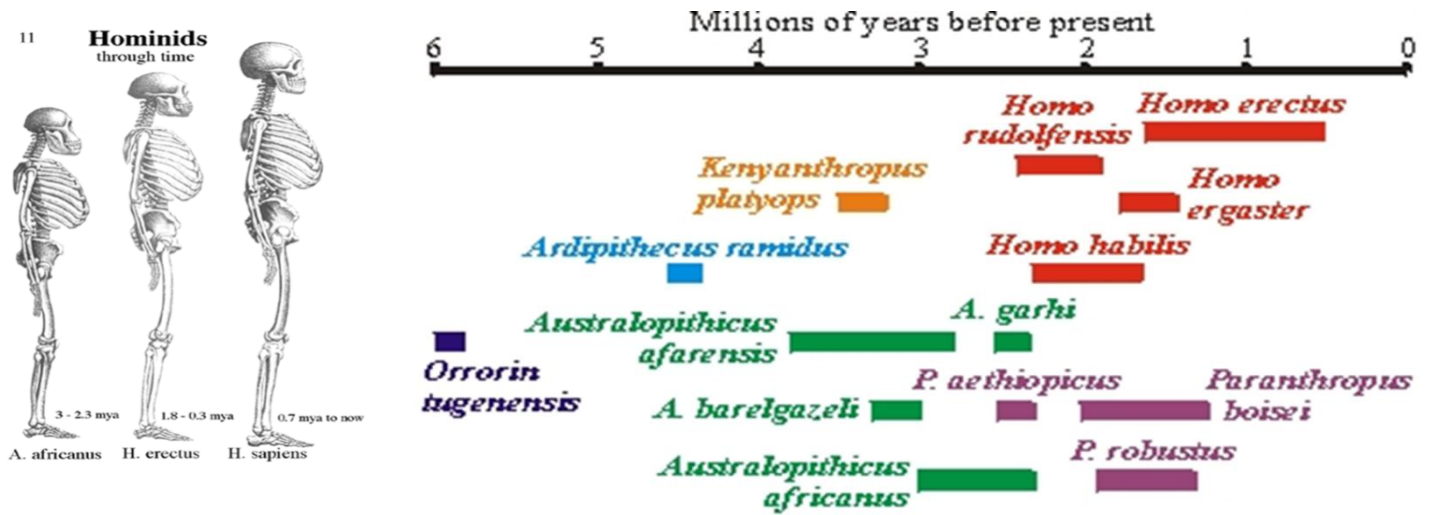 11
Hominids
through time
3 - 2.3 mya
1.8 - 0.3 mya
0.7 mya to now
A. africanus
H. erectus
H. sapiens
Millions of years before present
6 5 4 3 2 1 0
Homo
rudolfensis
Homo erectus
Kenyanthropus
platyops
Homo
ergaster
Ardipithecus ramidus
Homo habilis
Australopithicus
afarensis
A. garhi
Orrorin
tugenensis
P. aethiopicus
Paranthropus
boisei
A. barelgazeli
P. robustus
Australopithicus
africanus